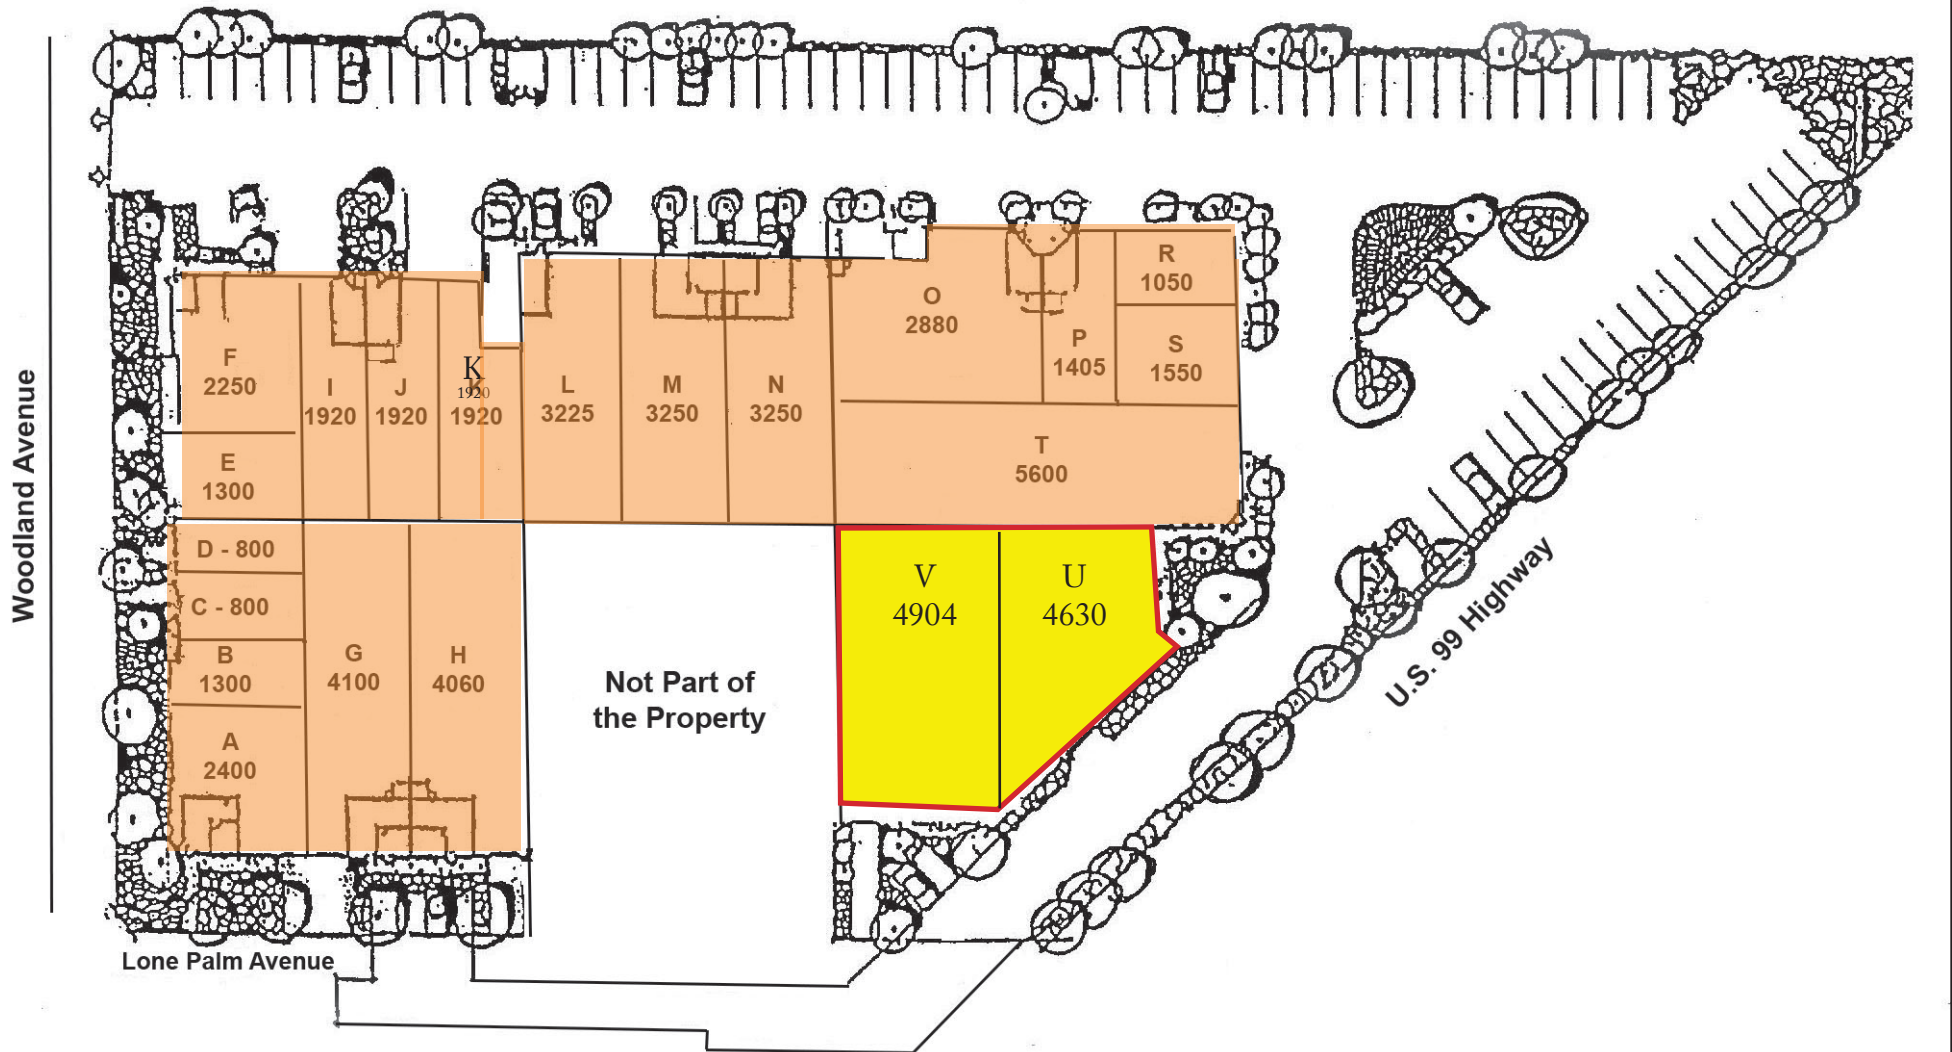 Woodland Avenue
F
2250
E
1300
I
1920
J
1920
K
1920
K
1920
L
3225
M
3250
N
3250
O
2880
P
1405
R
1050
S
1550
T
5600
D - 800
C - 800
B
1300
A
2400
G
4100
H
4060
Not Part of
the Property
V
4904
U
4630
U.S. 99 Highway
Lone Palm Avenue